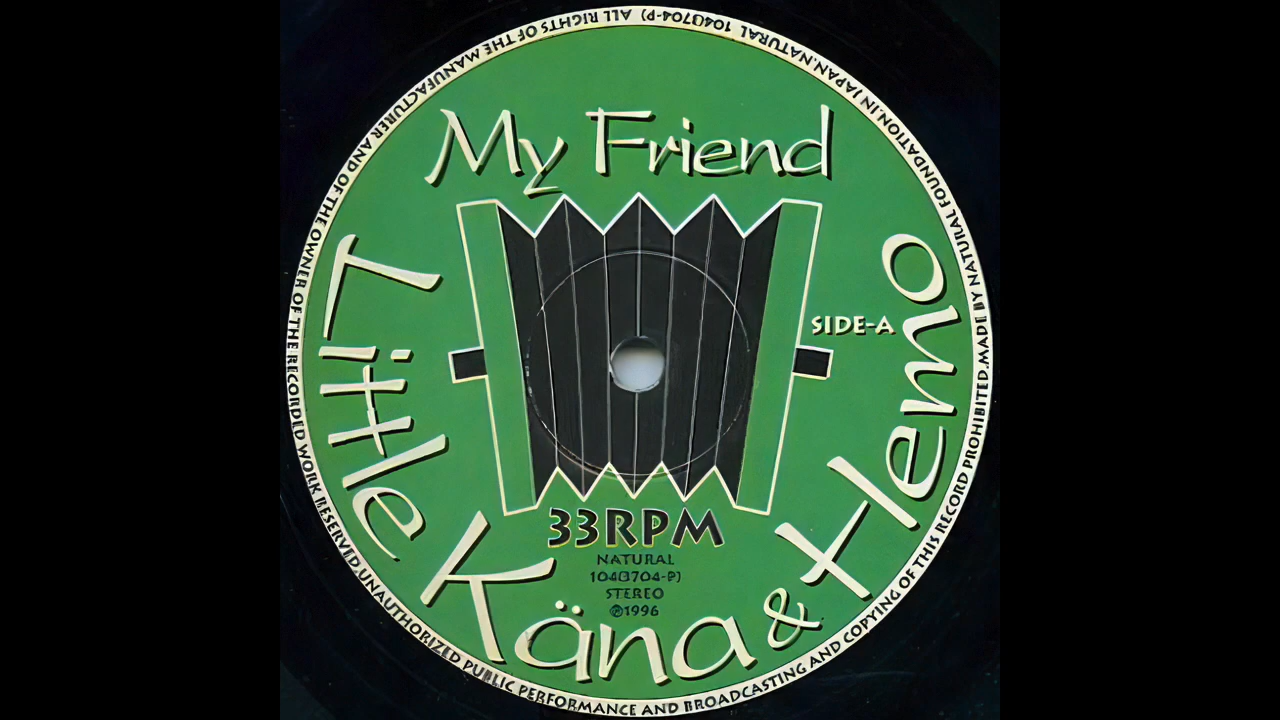 My Friend
SIDE-A
Little Käna & Hemo
33RPM
NATURAL
104(3704-P)
STEREO
℗1996
104(3704-P) ALL RIGHTS OF THE MANUFACTURER AND OF THE OWNER OF THE RECORDED WORK RESERVED.UNAUTHORIZED PUBLIC PERFORMANCE AND BROADCASTING AND COPYING OF THIS RECORD PROHIBITED.MADE BY NATURAL FOUNDATION.IN JAPAN.NATURAL